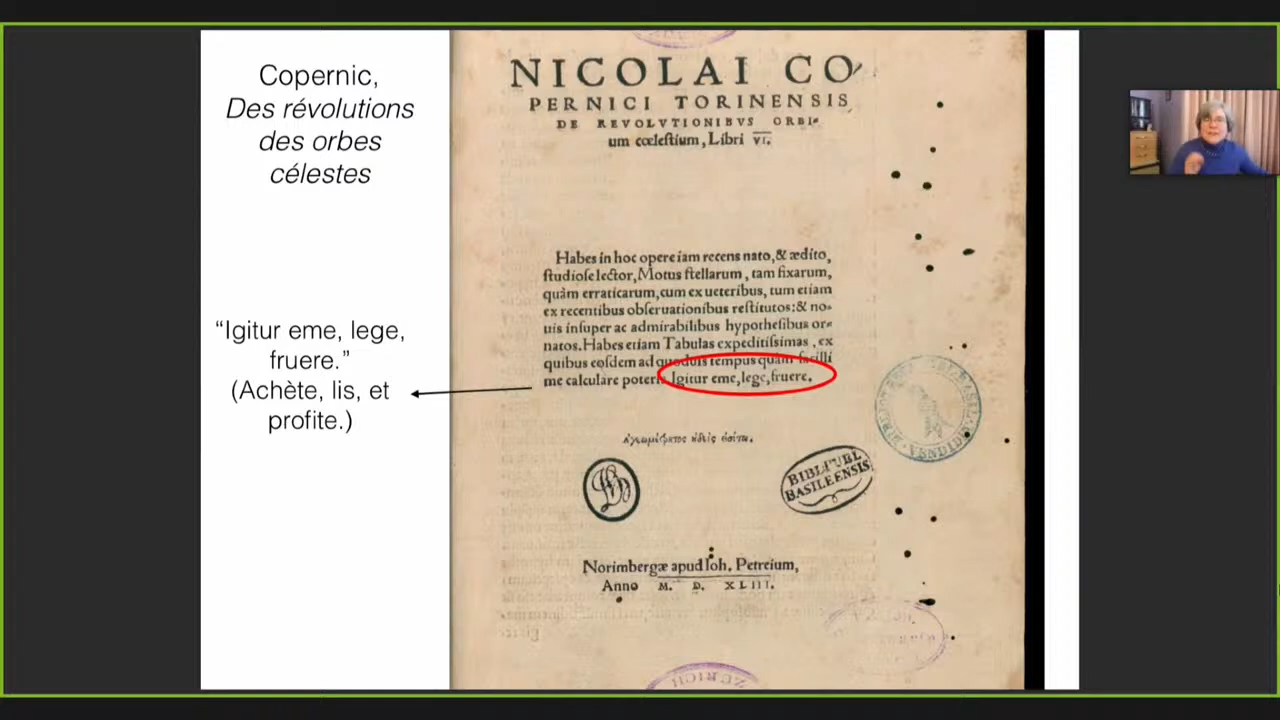 Copernic,
Des révolutions
des orbes
célestes
“Igitur eme, lege,
fruere.”
(Achète, lis, et
profite.)
NICOLAI CO
PERNICI TORINENSIS
DE REVOLVTIONIBVS ORBI-
um cœleſtium, Libri VI.
Habes in hoc opere iam recens nato, & ædito,
ſtudioſe lector, Motus ſtellarum, tam fixarum,
quàm erraticarum, cum ex ueteribus, tum etiam
ex recentibus obſeruationibus reſtitutos: & no-
uis inſuper ac admirabilibus hypotheſibus or-
natos. Habes etiam Tabulas expeditiſsimas, ex
quibus eoſdem ad quoduis tempus quàm facilli
me calculare poteris. Igitur eme, lege, fruere.
BIBL PUBL
BASILEENSIS
Norimbergæ apud Ioh. Petreium,
Anno M. D. XLIII.
ZURICH